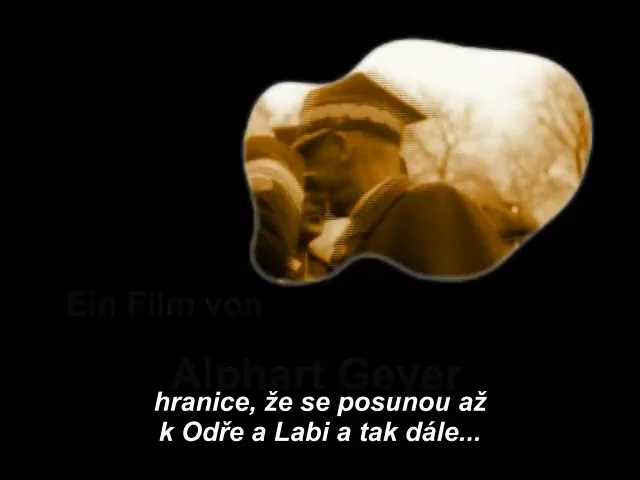 Ein Film von
Alphart Geyer
hranice, že se posunou až
k Odře a Labi a tak dále...